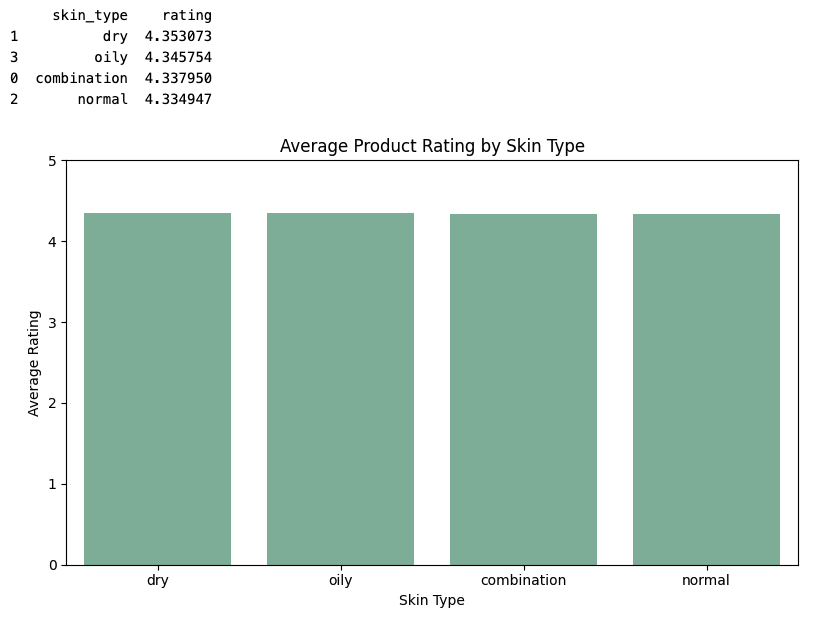 skin_type rating
1 dry 4.353073
3 oily 4.345754
0 combination 4.337950
2 normal 4.334947
Average Product Rating by Skin Type
5
4
3
2
1
0
Average Rating
dry oily combination normal
Skin Type